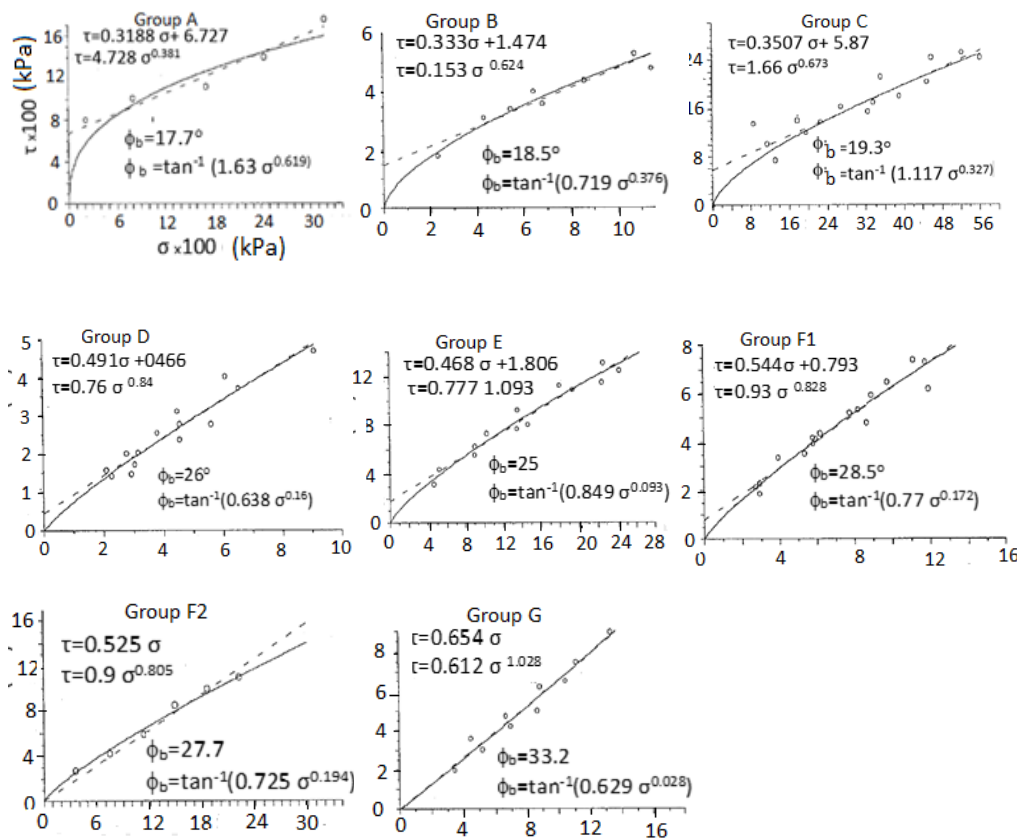 Group A
τ=0.3188 σ+ 6.727
τ=4.728 σ^0.381
ϕb=17.7°
ϕb=tan⁻¹ (1.63 σ^0.619)
τ x100 (kPa)
16
12
8
4
0
0 6 12 18 24 30
σ x100 (kPa)
Group B
τ=0.333σ +1.474
τ=0.153 σ^0.624
ϕb=18.5°
ϕb=tan⁻¹(0.719 σ^0.376)
6
4
2
0
0 2 4 6 8 10
Group C
τ=0.3507σ+ 5.87
τ=1.66 σ^0.673
ϕb=19.3°
ϕb=tan⁻¹ (1.117 σ^0.327)
24
16
8
0
0 8 16 24 32 40 48 56
Group D
τ=0.491σ +0466
τ=0.76 σ^0.84
ϕb=26°
ϕb=tan⁻¹(0.638 σ^0.16)
5
4
3
2
1
0
0 2 4 6 8 10
Group E
τ=0.468 σ+1.806
τ=0.777 1.093
ϕb=25
ϕb=tan⁻¹(0.849 σ^0.093)
12
8
4
0
0 4 8 12 16 20 24 28
Group F1
τ=0.544σ +0.793
τ=0.93 σ^0.828
ϕb=28.5°
ϕb=tan⁻¹(0.77 σ^0.172)
8
6
4
2
0
0 4 8 12 16
Group F2
τ=0.525 σ
τ=0.9 σ^0.805
ϕb=27.7
ϕb=tan⁻¹(0.725 σ^0.194)
16
12
8
4
0
0 6 12 18 24 30
Group G
τ=0.654 σ
τ=0.612 σ^1.028
ϕb=33.2
ϕb=tan⁻¹(0.629 σ^0.028)
8
6
4
2
0
0 4 8 12 16